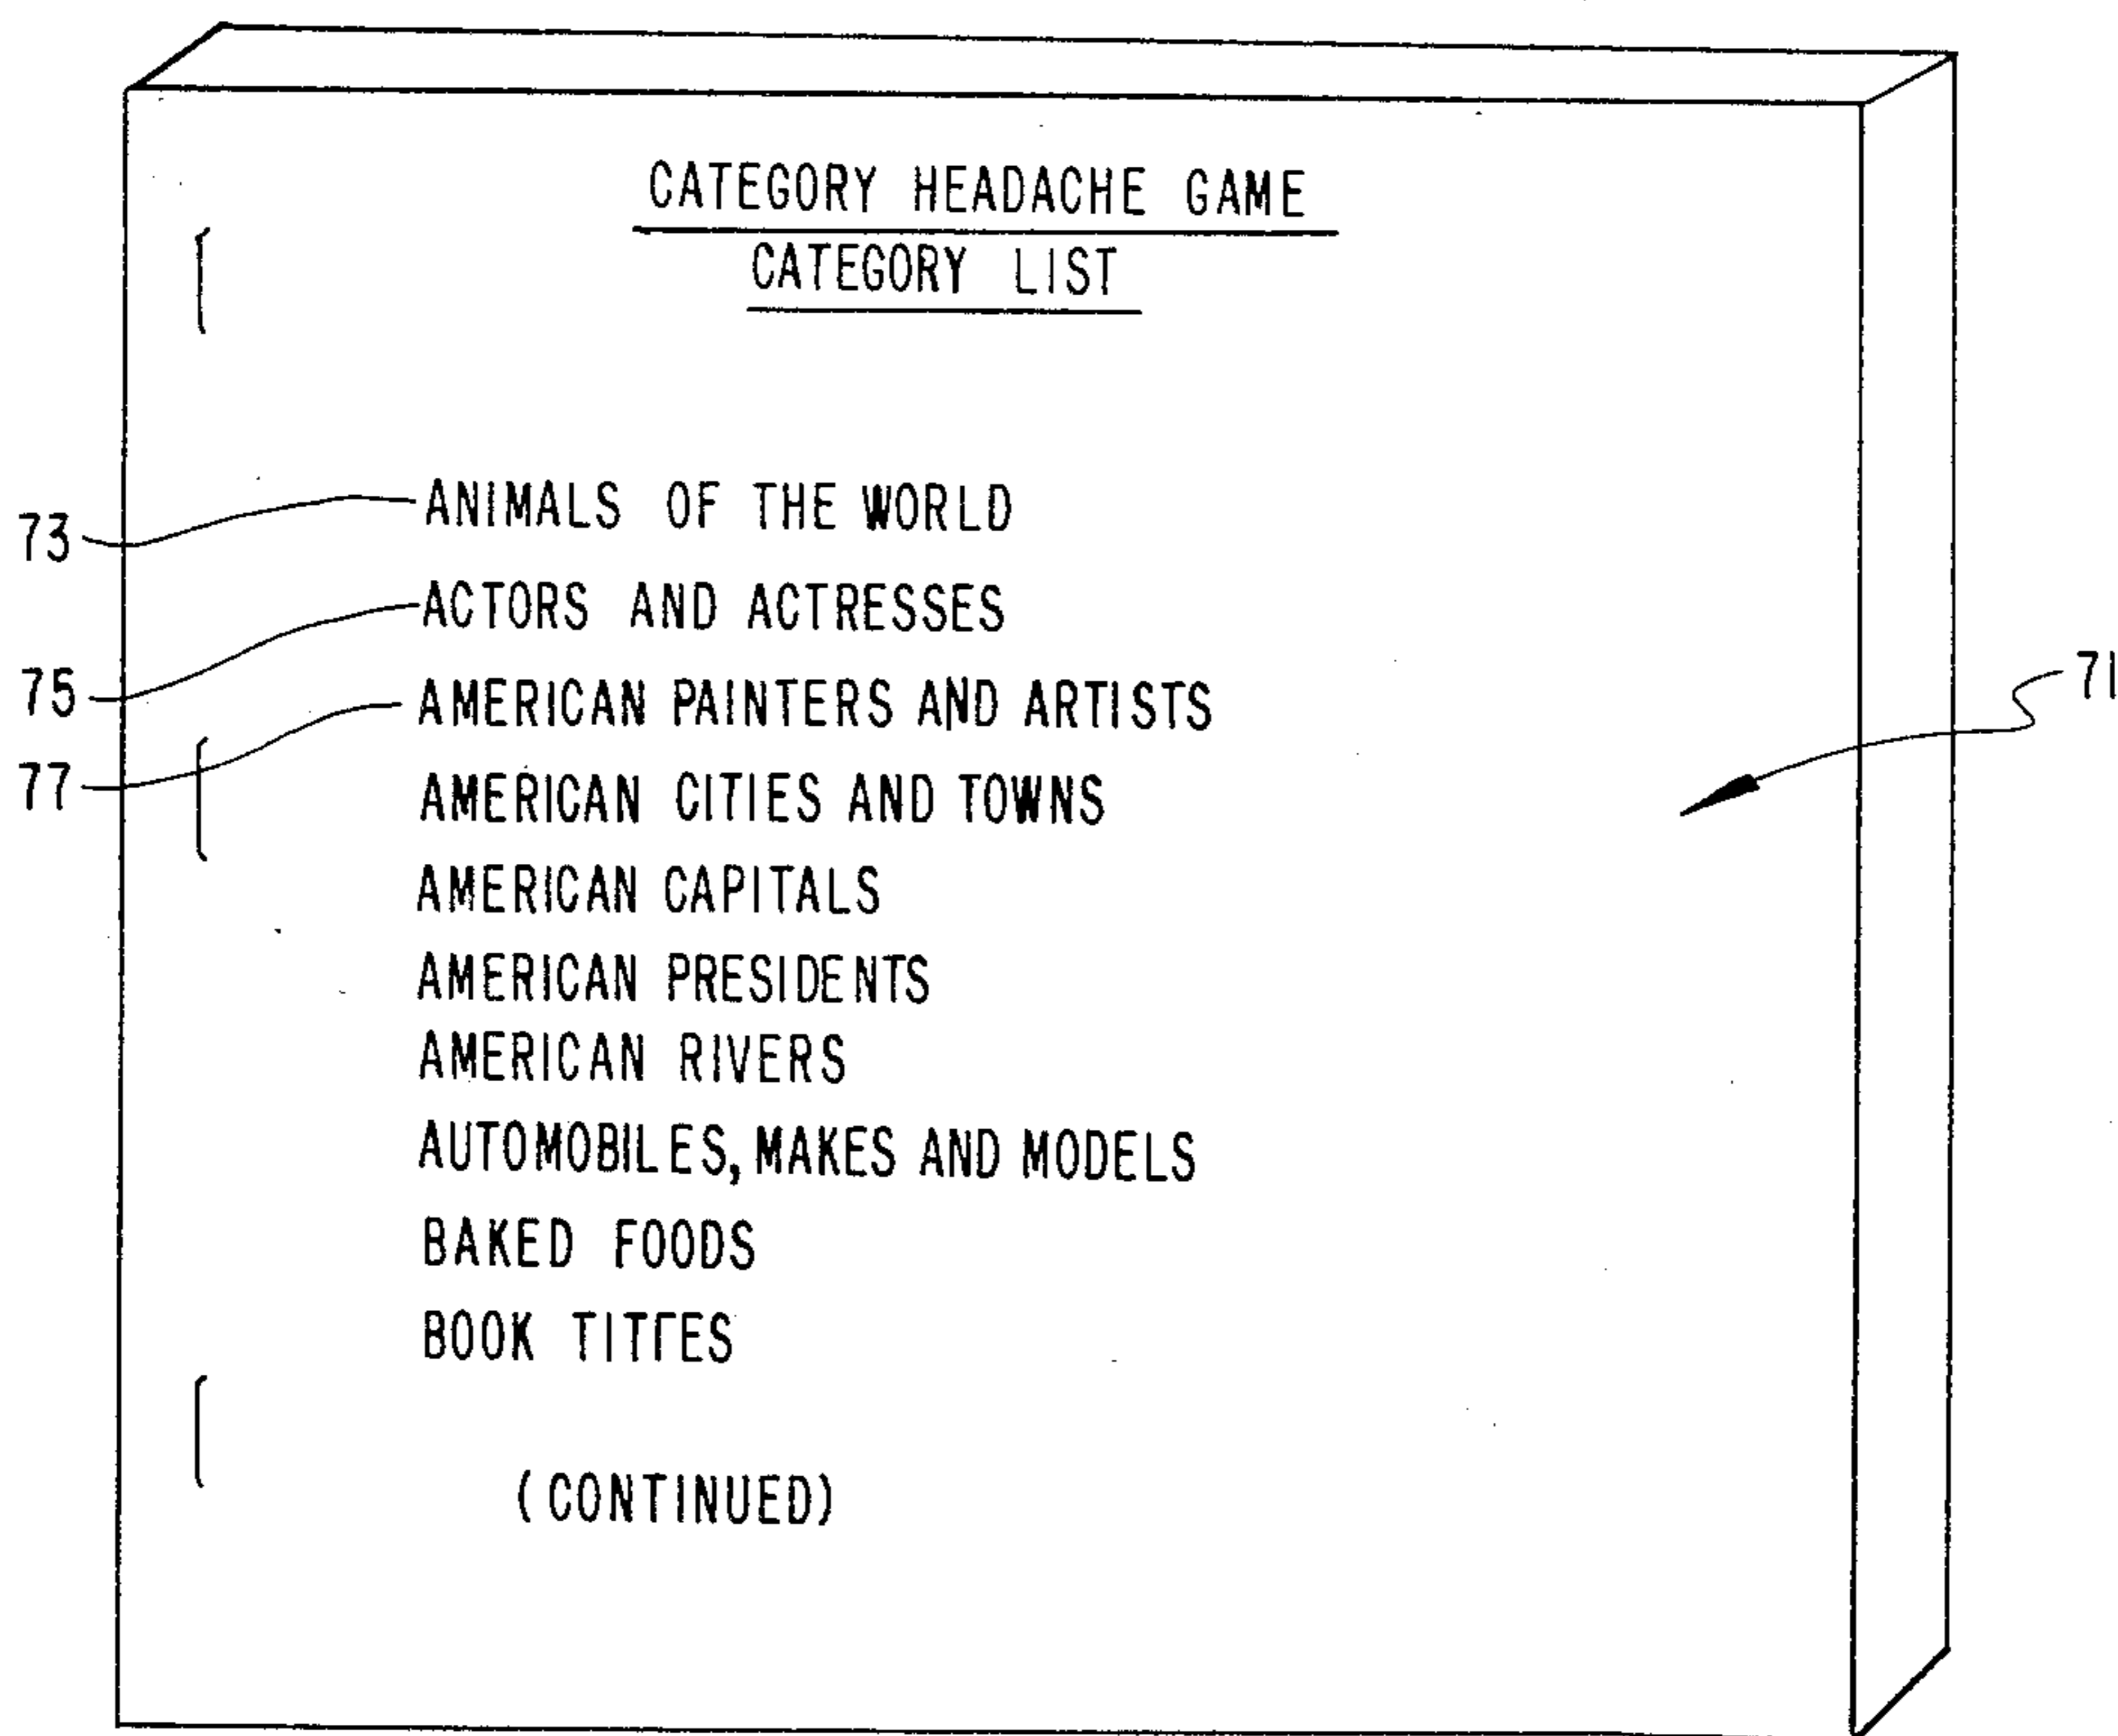 CATEGORY HEADACHE GAME
CATEGORY LIST
73 ANIMALS OF THE WORLD
75 ACTORS AND ACTRESSES
71
77 AMERICAN PAINTERS AND ARTISTS
AMERICAN CITIES AND TOWNS
AMERICAN CAPITALS
AMERICAN PRESIDENTS
AMERICAN RIVERS
AUTOMOBILES, MAKES AND MODELS
BAKED FOODS
BOOK TITLES
(CONTINUED)